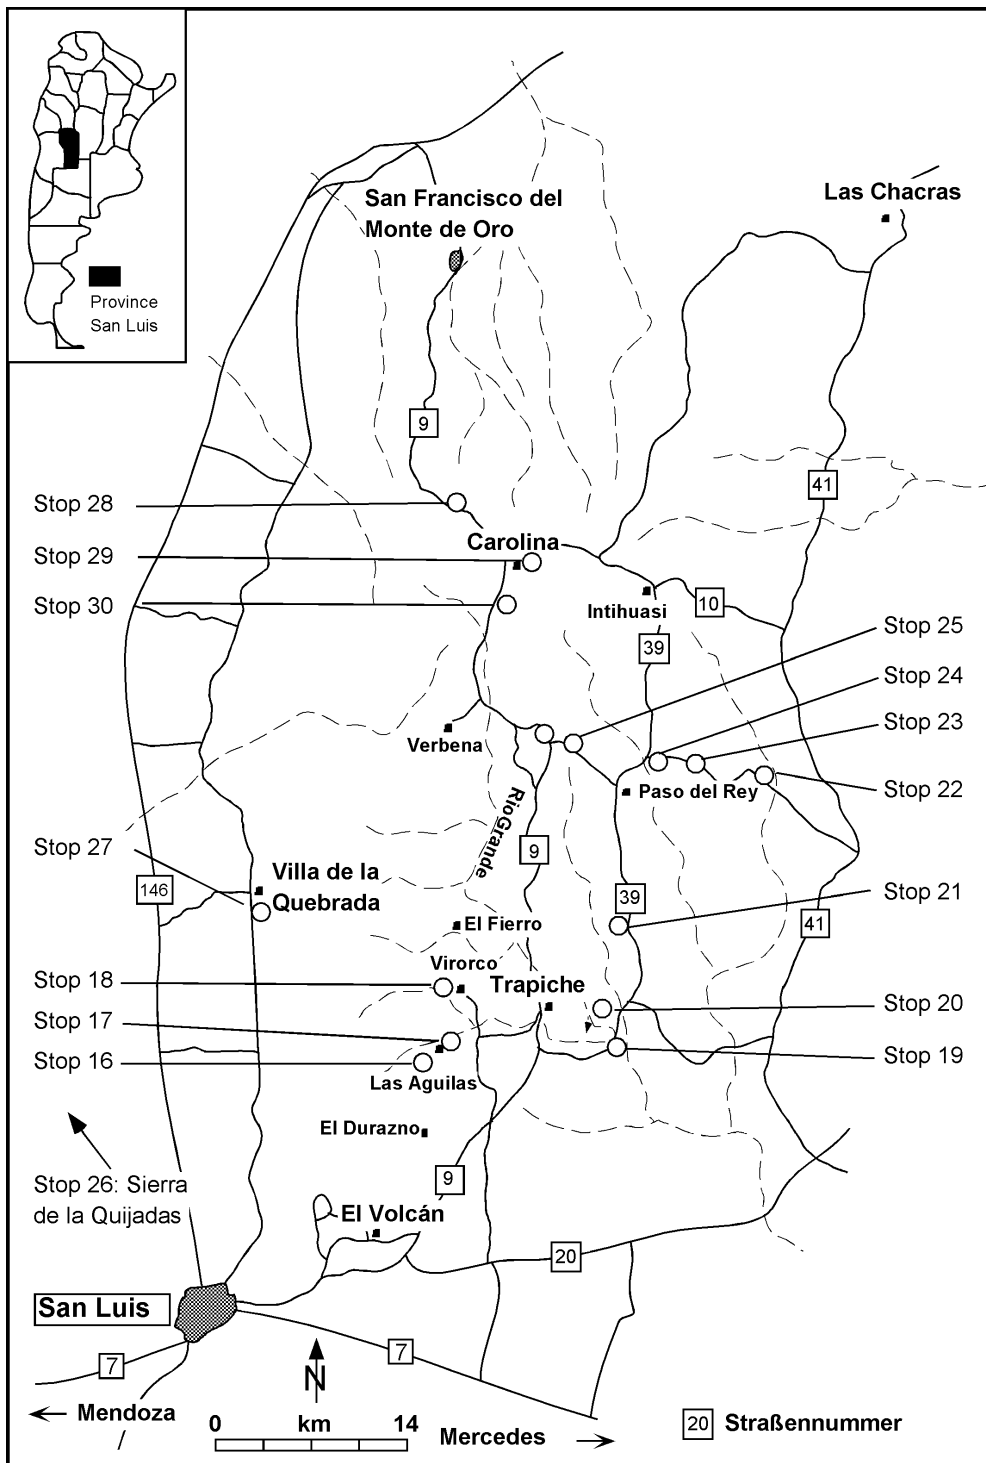 Province
San Luis
San Francisco del
Monte de Oro
Las Chacras
9
41
Stop 28
Carolina
Stop 29
Stop 30
Intihuasi
10
Stop 25
39
Stop 24
Verbena
Stop 23
Paso del Rey
Stop 22
RioGrande
9
Stop 27
146
Villa de la
Quebrada
39
Stop 21
41
El Fierro
Virorco
Stop 18
Trapiche
Stop 20
Stop 17
Stop 16
Stop 19
Las Aguilas
El Durazno
9
Stop 26: Sierra
de la Quijadas
El Volcán
20
San Luis
7
7
N
Mendoza
0 km 14
Mercedes
20 Straßennummer